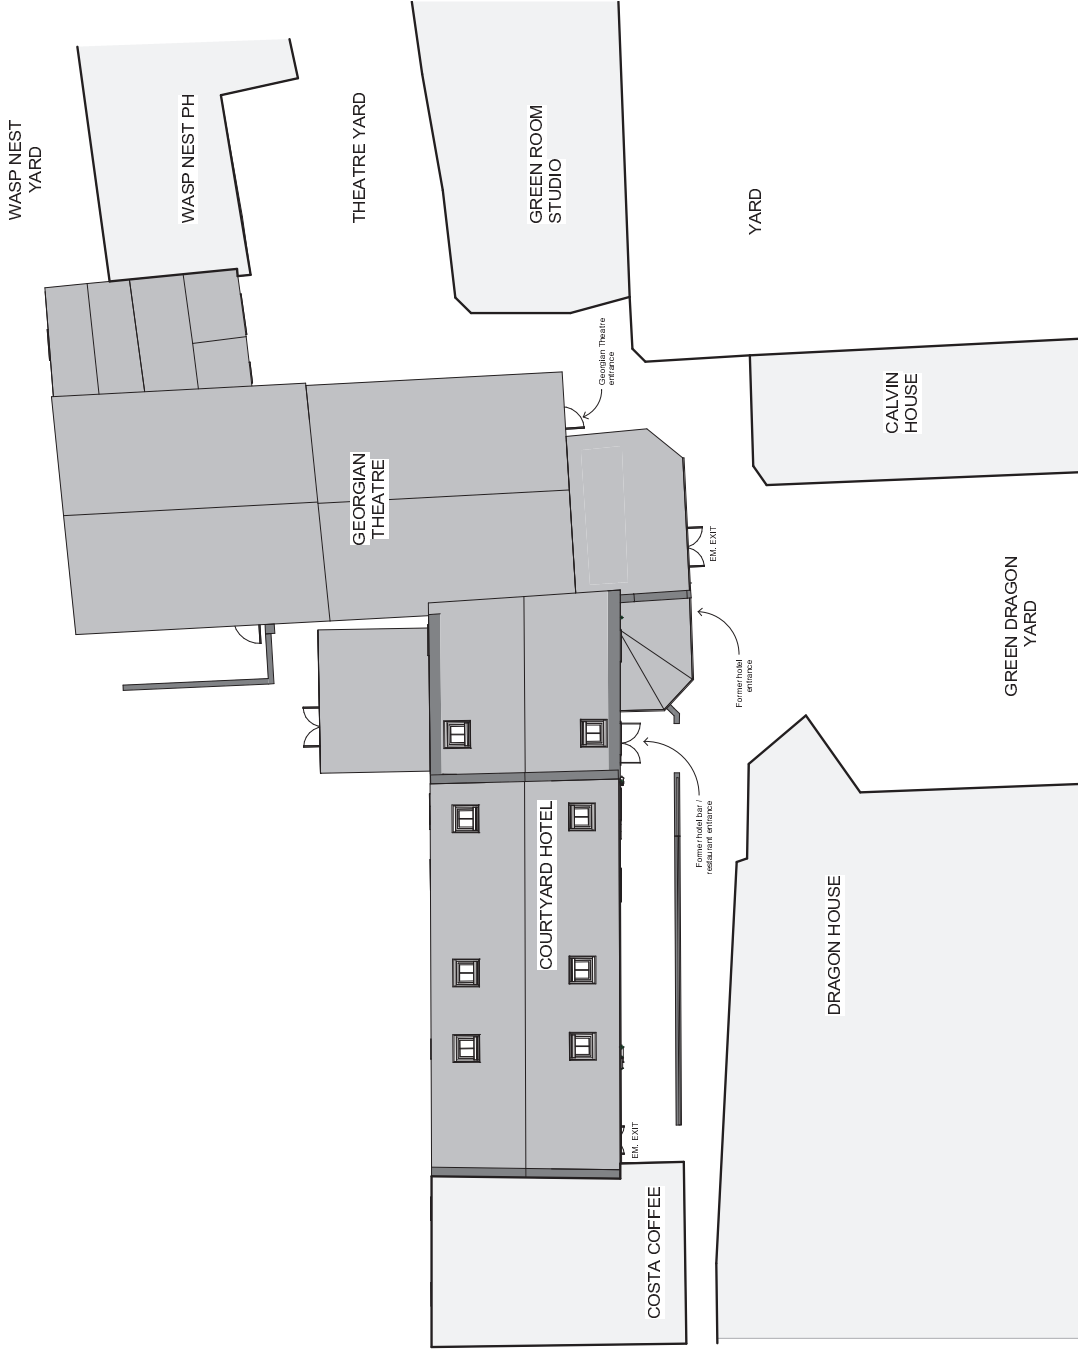 WASP NEST
YARD
WASP NEST PH
THEATRE YARD
GREEN ROOM
STUDIO
YARD
Georgian Theatre
entrance
CALVIN
HOUSE
GEORGIAN
THEATRE
EM. EXIT
GREEN DRAGON
YARD
Former hotel
entrance
COURTYARD HOTEL
Former hotel bar /
restaurant entrance
DRAGON HOUSE
EM. EXIT
COSTA COFFEE